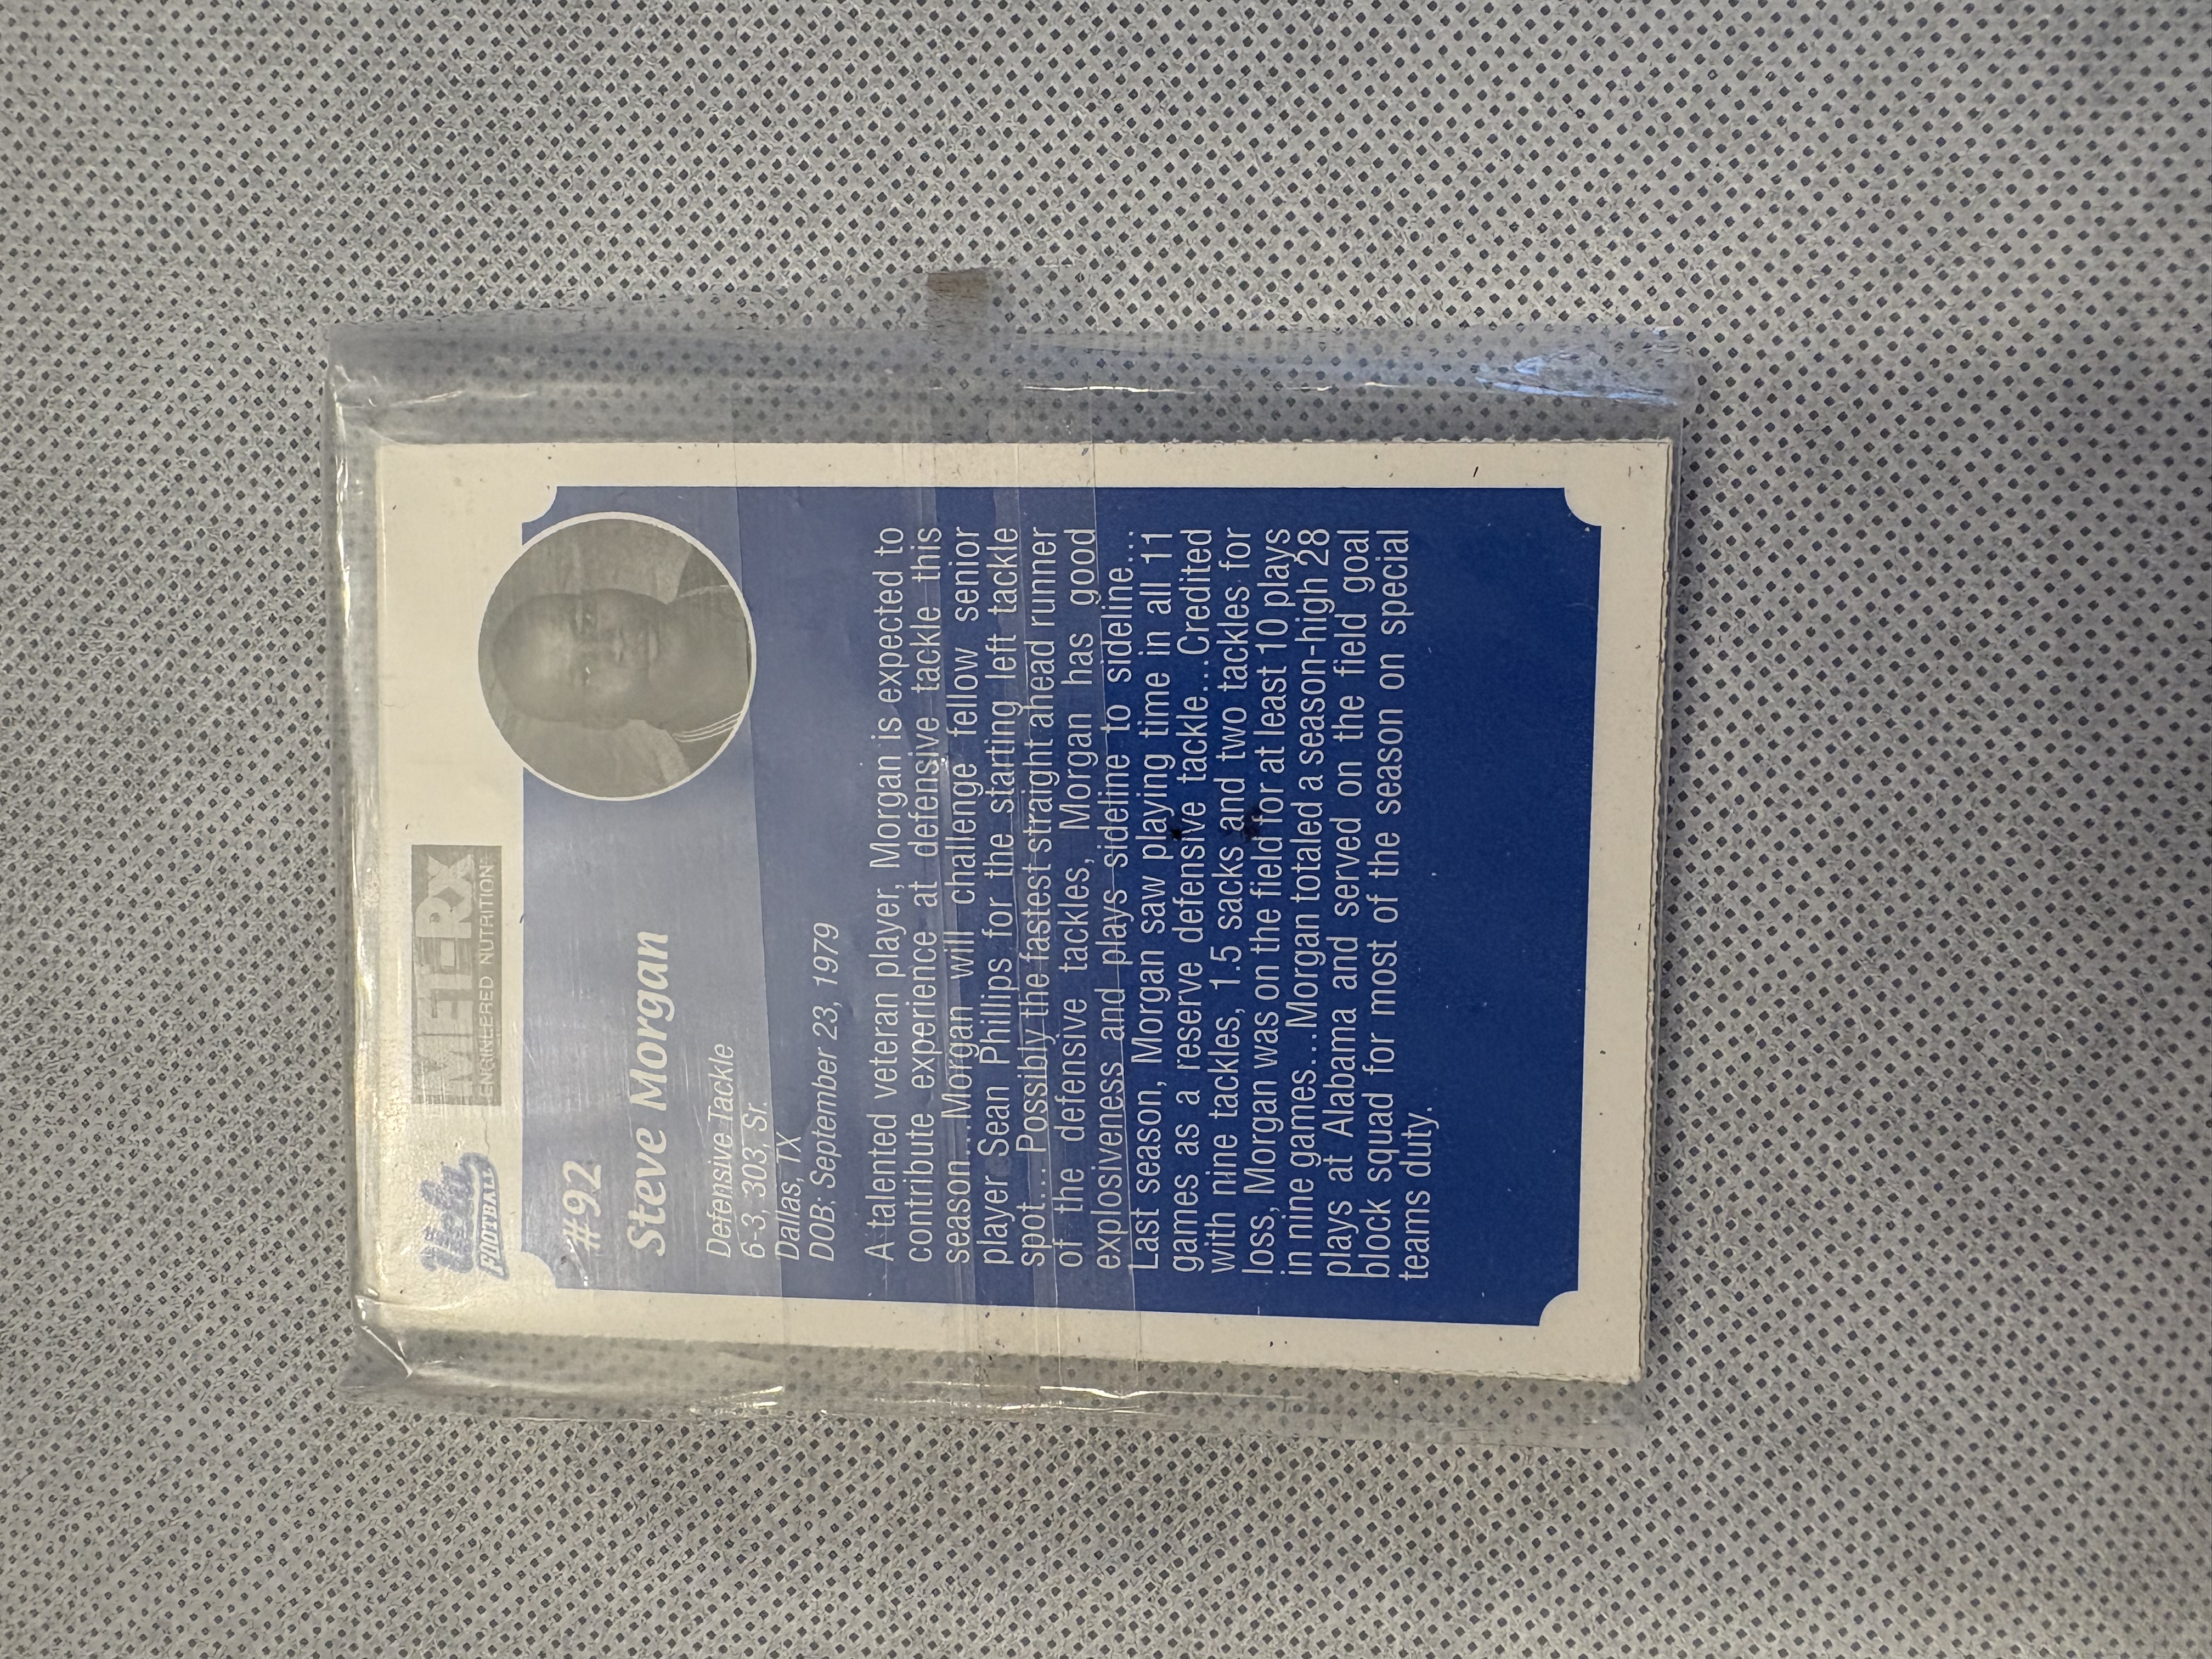 Ucla
FOOTBALL
MET-RX
ENGINEERED NUTRITION
#92
Steve Morgan
Defensive Tackle
6-3, 303, Sr.
Dallas, TX
DOB: September 23, 1979
A talented veteran player, Morgan is expected to
contribute experience at defensive tackle this
season....Morgan will challenge fellow senior
player Sean Phillips for the starting left tackle
spot.... Possibly the fastest straight ahead runner
of the defensive tackles, Morgan has good
explosiveness and plays sideline to sideline....
Last season, Morgan saw playing time in all 11
games as a reserve defensive tackle....Credited
with nine tackles, 1.5 sacks and two tackles for
loss, Morgan was on the field for at least 10 plays
in nine games....Morgan totaled a season-high 28
plays at Alabama and served on the field goal
block squad for most of the season on special
teams duty.